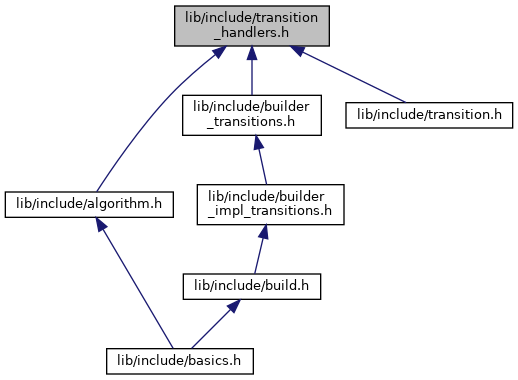 lib/include/transition
_handlers.h
lib/include/builder
_transitions.h
lib/include/transition.h
lib/include/algorithm.h
lib/include/builder
_impl_transitions.h
lib/include/build.h
lib/include/basics.h